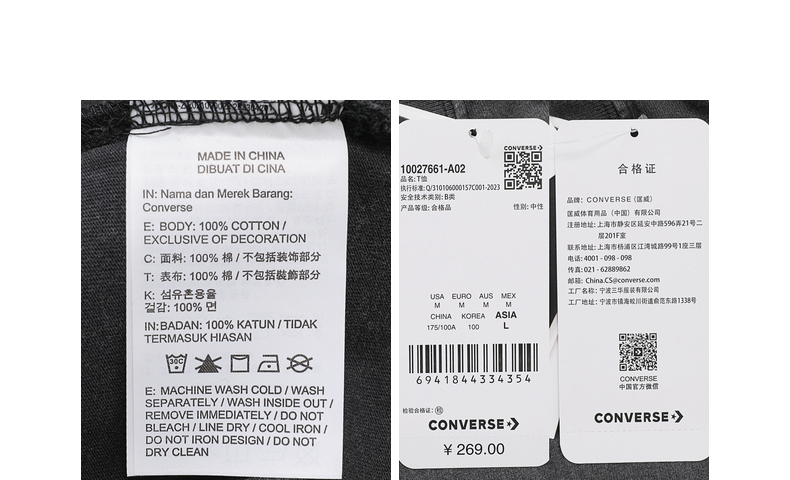 MADE IN CHINA
DIBUAT DI CINA
IN: Nama dan Merek Barang:
Converse
E: BODY: 100% COTTON /
EXCLUSIVE OF DECORATION
C: 面料: 100% 棉 / 不包括装饰部分
T: 表布: 100% 棉 / 不包括裝飾部分
K: 섬유혼용율
겉감: 100% 면
IN:BADAN: 100% KATUN / TIDAK
TERMASUK HIASAN
30C
E: MACHINE WASH COLD / WASH
SEPARATELY / WASH INSIDE OUT /
REMOVE IMMEDIATELY / DO NOT
BLEACH / LINE DRY / COOL IRON /
DO NOT IRON DESIGN / DO NOT
DRY CLEAN
CONVERSE
10027661-A02
品名: T恤
执行标准: Q/310106000157C001-2023
安全技术类别: B类
产品等级: 合格品 性别: 中性
USA EURO AUS MEX
M M M M
CHINA KOREA ASIA
175/100A 100 L
6941844334354
检验合格证:
CONVERSE
¥ 269.00
合格证
品牌: CONVERSE (匡威)
匡威体育用品（中国）有限公司
注册地址: 上海市静安区延安中路596弄21号二
层201F室
联系地址: 上海市杨浦区江湾城路99号1座三层
电话: 4001 - 098 - 098
传真: 021 - 62889862
邮箱: China.CS@converse.com
工厂名称: 宁波三华服装有限公司
工厂地址: 宁波市镇海蛟川街道俞范东路1338号
CONVERSE
中国官方微信
CONVERSE